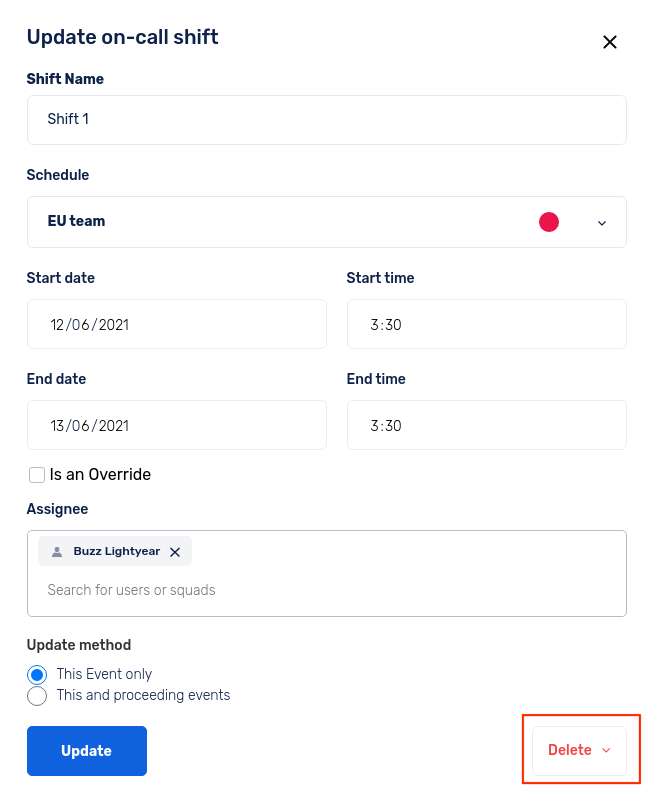 Update on-call shift
Shift Name
Shift 1
Schedule
EU team
Start date
Start time
12/06/2021
3:30
End date
End time
13/06/2021
3:30
Is an Override
Assignee
Buzz Lightyear
Search for users or squads
Update method
This Event only
This and proceeding events
Update
Delete